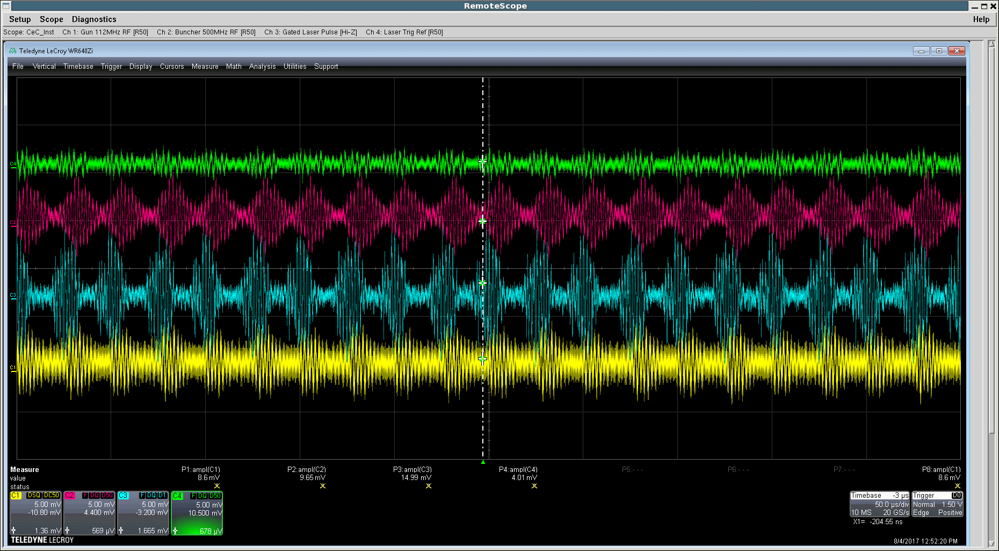 RemoteScope
Setup Scope Diagnostics Help
Scope: CeC_Inst Ch 1: Gun 112MHz RF [R50] Ch 2: Buncher 500MHz RF [R50] Ch 3: Gated Laser Pulse [Hi-Z] Ch 4: Laser Trig Ref [R50]
Teledyne LeCroy WR640Zi
File Vertical Timebase Trigger Display Cursors Measure Math Analysis Utilities Support
C4
C2
C3
C1
Measure P1:ampl(C1) P2:ampl(C2) P3:ampl(C3) P4:ampl(C4) P5:- - - P6:- - - P7:- - - P8:ampl(C1)
value 8.6 mV 9.65 mV 14.99 mV 4.01 mV 8.6 mV
status
C1 DSQ DC50 C2 F DQ D50 C3 F DQ D1 C4 F DQ D50 Timebase -3 µs Trigger D0
5.00 mV 5.00 mV 5.00 mV 5.00 mV 50.0 µs/div Normal 1.50 V
-10.80 mV 4.400 mV -3.200 mV 10.500 mV 10 MS 20 GS/s Edge Positive
X1= -204.55 ns
1.36 mV 569 µV 1.665 mV 678 µV
TELEDYNE LECROY 8/4/2017 12:52:20 PM